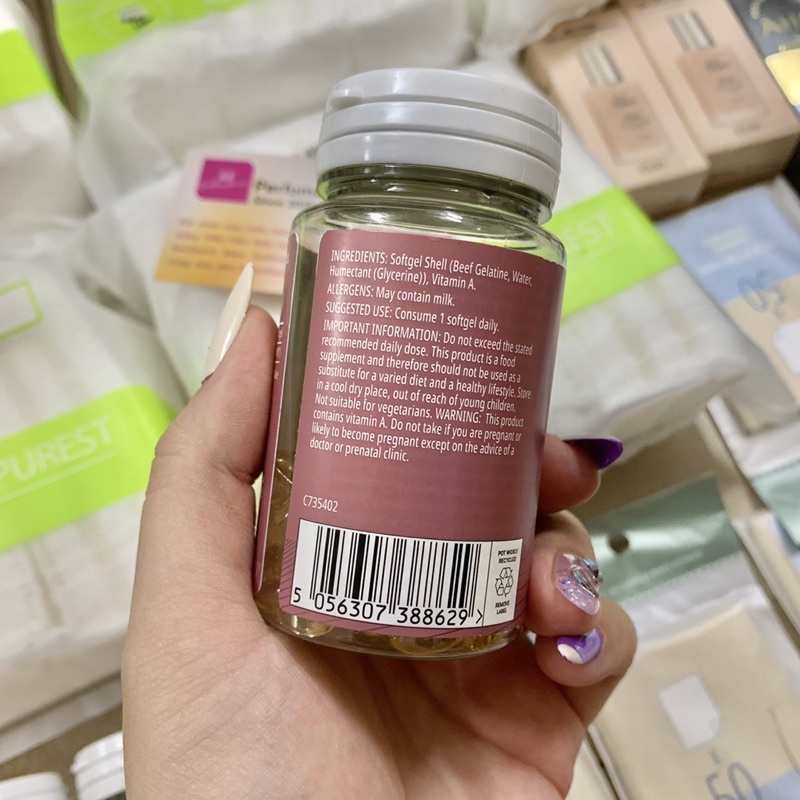 INGREDIENTS: Softgel Shell (Beef Gelatine, Water,
Humectant (Glycerine)), Vitamin A.
ALLERGENS: May contain milk.
SUGGESTED USE: Consume 1 softgel daily.
IMPORTANT INFORMATION: Do not exceed the stated
recommended daily dose. This product is a food
supplement and therefore should not be used as a
substitute for a varied diet and a healthy lifestyle. Store
in a cool dry place, out of reach of young children.
Not suitable for vegetarians. WARNING: This product
contains vitamin A. Do not take if you are pregnant or
likely to become pregnant except on the advice of a
doctor or prenatal clinic.
C735402
5 056307 388629 >
POT WIDELY
RECYCLED
REMOVE
LABEL
PUREST